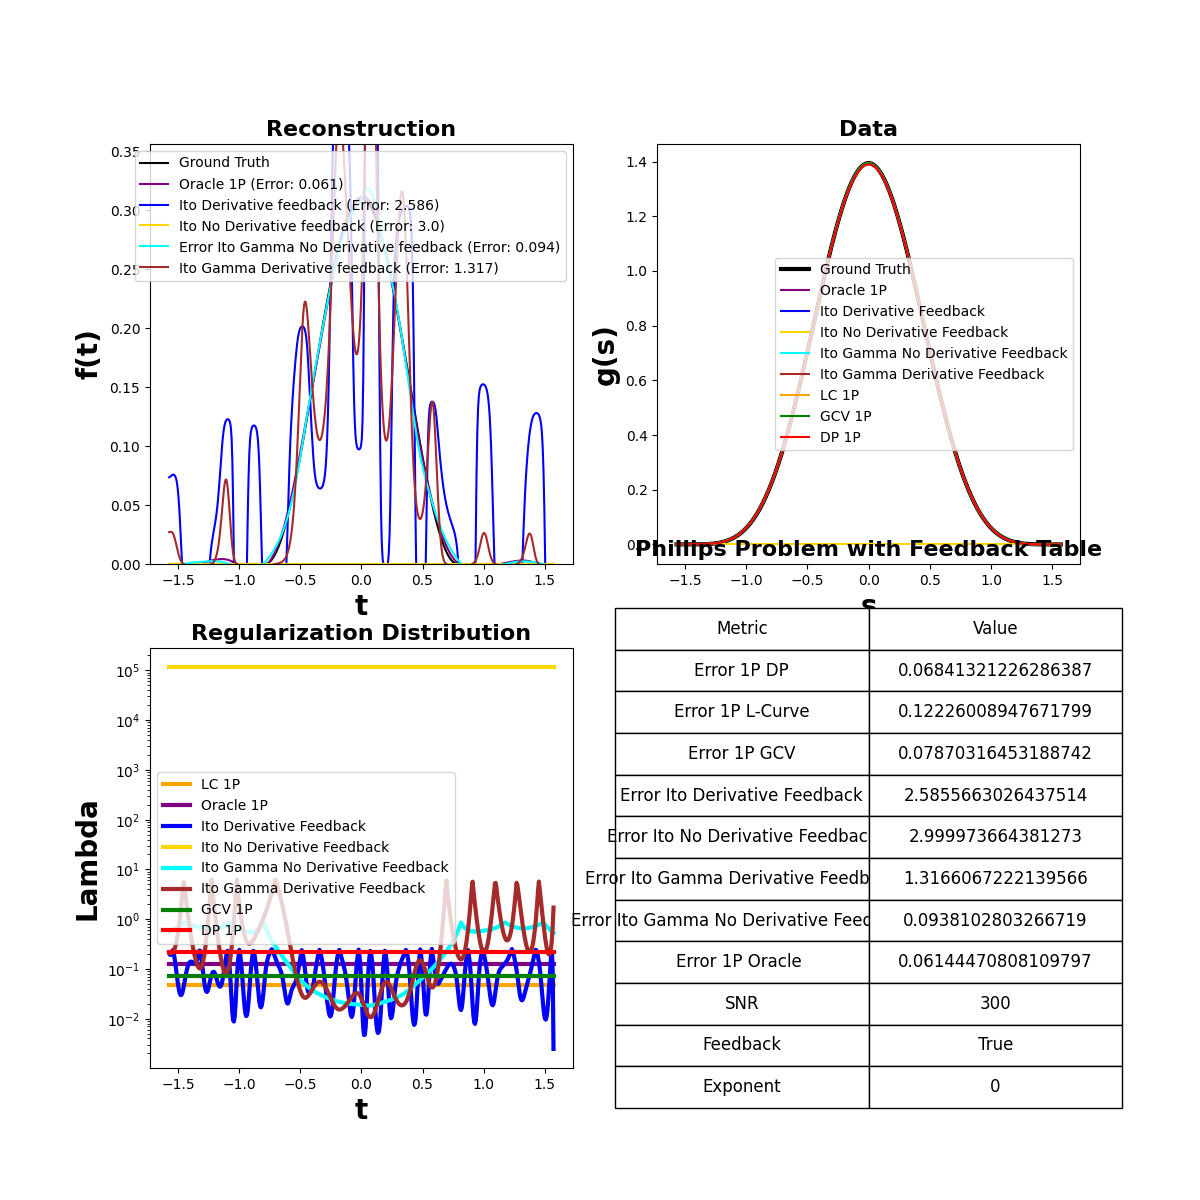 Reconstruction
f(t)
0.35
0.30
0.25
0.20
0.15
0.10
0.05
0.00
Ground Truth
Oracle 1P (Error: 0.061)
Ito Derivative feedback (Error: 2.586)
Ito No Derivative feedback (Error: 3.0)
Error Ito Gamma No Derivative feedback (Error: 0.094)
Ito Gamma Derivative feedback (Error: 1.317)
−1.5 −1.0 −0.5 0.0 0.5 1.0 1.5
t
Data
g(s)
1.4
1.2
1.0
0.8
0.6
0.4
0.2
Ground Truth
Oracle 1P
Ito Derivative Feedback
Ito No Derivative Feedback
Ito Gamma No Derivative Feedback
Ito Gamma Derivative Feedback
LC 1P
GCV 1P
DP 1P
−1.5 −1.0 −0.5 0.0 0.5 1.0 1.5
s
Regularization Distribution
Lambda
10^5
10^4
10^3
10^2
10^1
10^0
10^−1
10^−2
LC 1P
Oracle 1P
Ito Derivative Feedback
Ito No Derivative Feedback
Ito Gamma No Derivative Feedback
Ito Gamma Derivative Feedback
GCV 1P
DP 1P
−1.5 −1.0 −0.5 0.0 0.5 1.0 1.5
t
Phillips Problem with Feedback Table
Metric Value
Error 1P DP 0.06841321226286387
Error 1P L-Curve 0.12226008947671799
Error 1P GCV 0.07870316453188742
Error Ito Derivative Feedback 2.5855663026437514
Error Ito No Derivative Feedbac 2.999973664381273
Error Ito Gamma Derivative Feedb 1.3166067222139566
Error Ito Gamma No Derivative Feed 0.0938102803266719
Error 1P Oracle 0.06144470808109797
SNR 300
Feedback True
Exponent 0